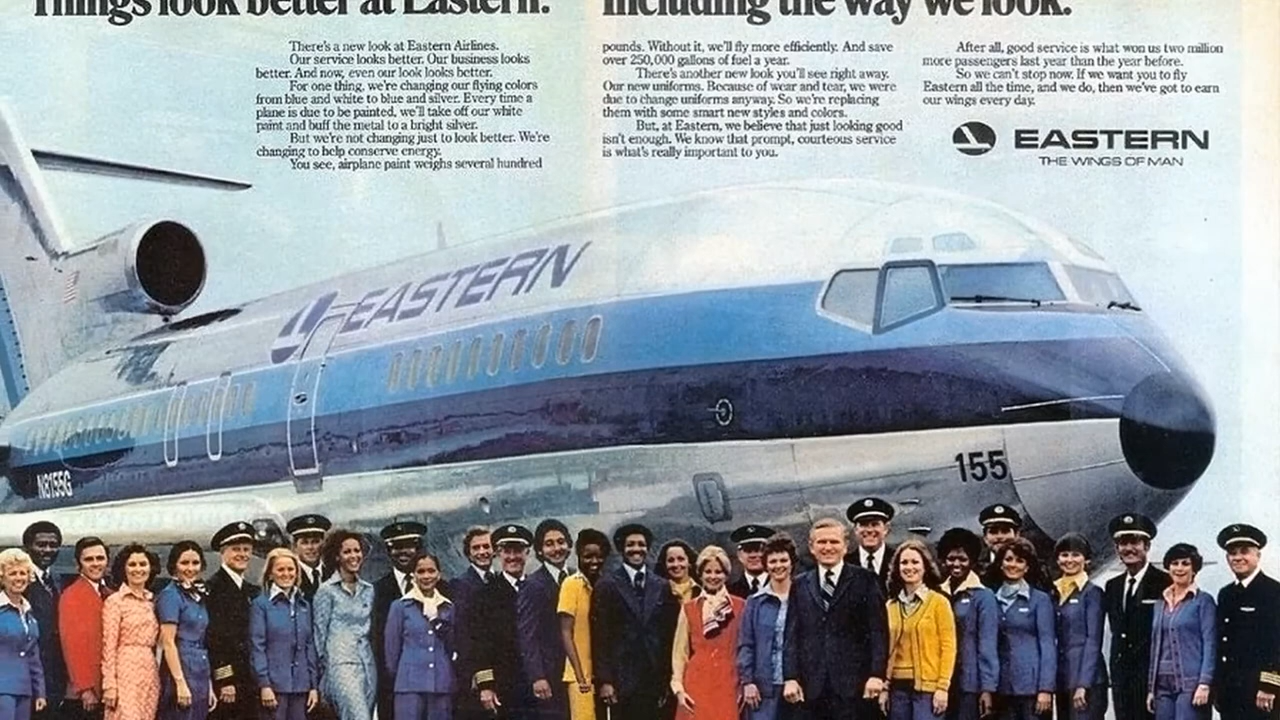 Things look better at Eastern. Including the way we look.
There's a new look at Eastern Airlines.
Our service looks better. Our business looks
better. And now, even our look looks better.
For one thing, we're changing our flying colors
from blue and white to blue and silver. Every time a
plane is due to be painted, we'll take off our white
paint and buff the metal to a bright silver.
But we're not changing just to look better. We're
changing to help conserve energy.
You see, airplane paint weighs several hundred
pounds. Without it, we'll fly more efficiently. And save
over 250,000 gallons of fuel a year.
There's another new look you'll see right away.
Our new uniforms. Because of wear and tear, we were
due to change uniforms anyway. So we're replacing
them with some smart new styles and colors.
But, at Eastern, we believe that just looking good
isn't enough. We know that prompt, courteous service
is what's really important to you.
After all, good service is what won us two million
more passengers last year than the year before.
So we can't stop now. If we want you to fly
Eastern all the time, and we do, then we've got to earn
our wings every day.
EASTERN
THE WINGS OF MAN
EASTERN
155
N8155G